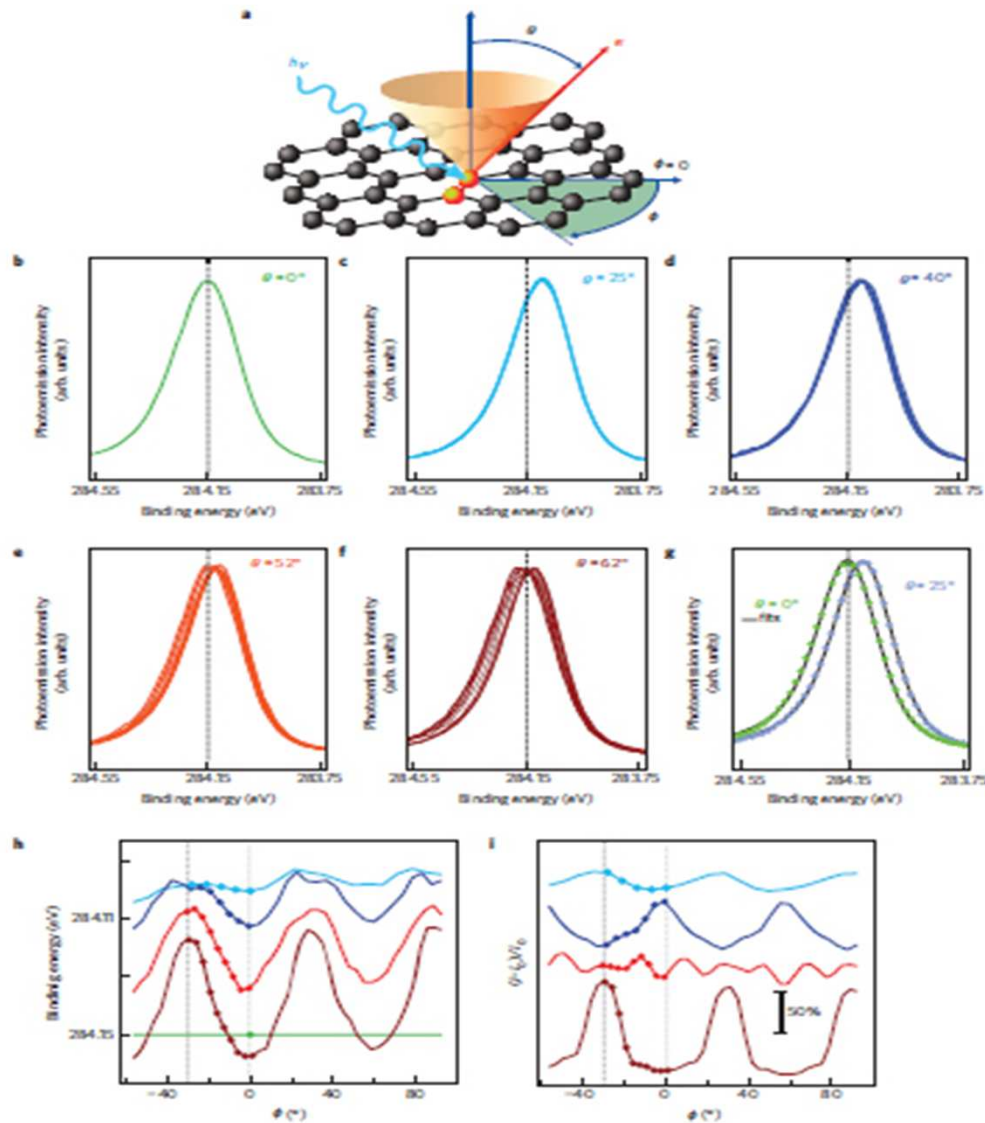 a
θ
e
hν
ϕ = 0
ϕ
b
θ = 0°
Photoemission intensity
(arb. units)
284.55
284.15
283.75
Binding energy (eV)
c
θ = 25°
Photoemission intensity
(arb. units)
284.55
284.15
283.75
Binding energy (eV)
d
θ = 40°
Photoemission intensity
(arb. units)
284.55
284.15
283.75
Binding energy (eV)
e
θ = 52°
Photoemission intensity
(arb. units)
284.55
284.15
283.75
Binding energy (eV)
f
θ = 62°
Photoemission intensity
(arb. units)
284.55
284.15
283.75
Binding energy (eV)
g
θ = 0°
θ = 25°
fits
Photoemission intensity
(arb. units)
284.55
284.15
283.75
Binding energy (eV)
h
Binding energy (eV)
284.11
284.15
−40
0
40
80
ϕ (°)
i
(I−I₀)/I₀
50%
−40
0
40
80
ϕ (°)